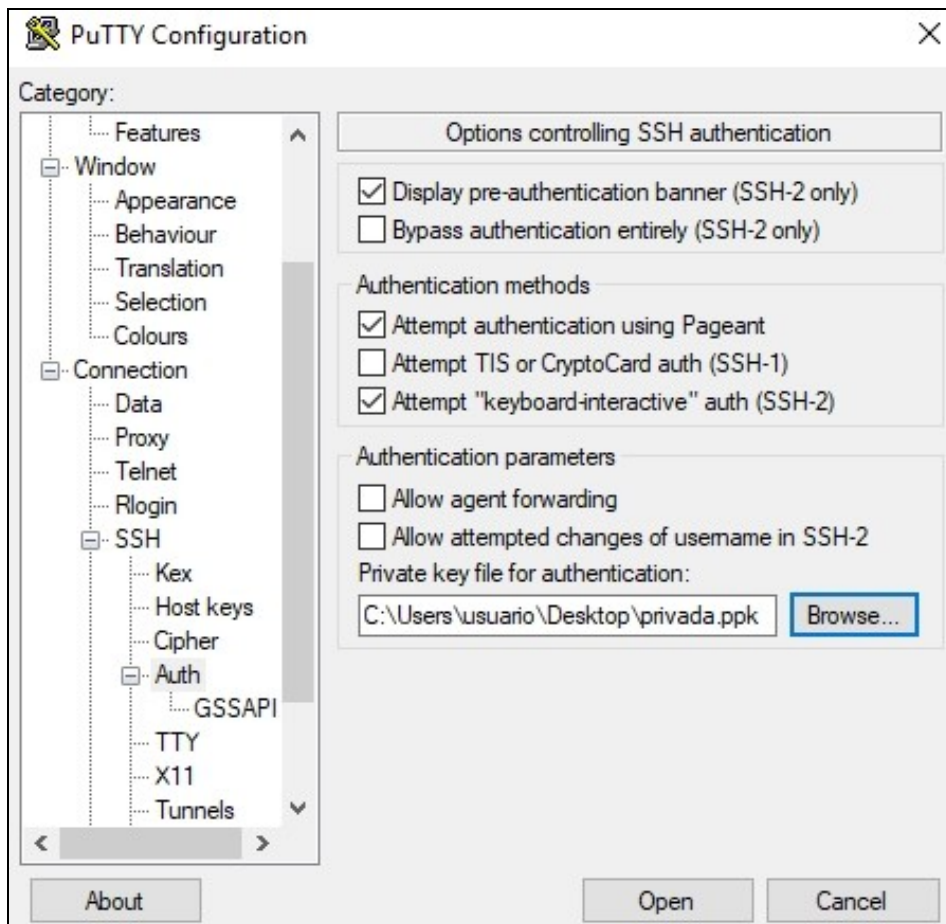 PuTTY Configuration
Category:
Features
Window
Appearance
Behaviour
Translation
Selection
Colours
Connection
Data
Proxy
Telnet
Rlogin
SSH
Kex
Host keys
Cipher
Auth
GSSAPI
TTY
X11
Tunnels
Options controlling SSH authentication
Display pre-authentication banner (SSH-2 only)
Bypass authentication entirely (SSH-2 only)
Authentication methods
Attempt authentication using Pageant
Attempt TIS or CryptoCard auth (SSH-1)
Attempt "keyboard-interactive" auth (SSH-2)
Authentication parameters
Allow agent forwarding
Allow attempted changes of username in SSH-2
Private key file for authentication:
C:\Users\usuario\Desktop\privada.ppk Browse...
About Open Cancel